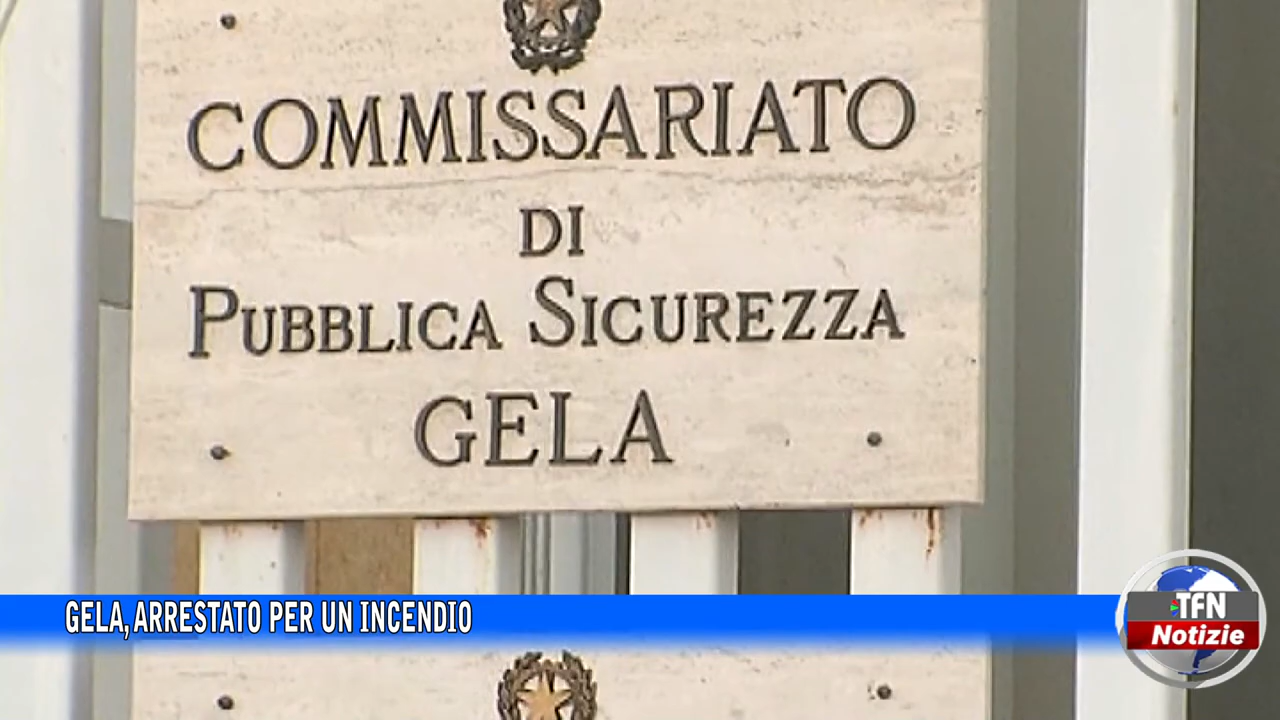 COMMISSARIATO
DI
PUBBLICA SICUREZZA
GELA
GELA, ARRESTATO PER UN INCENDIO
TFN
Notizie